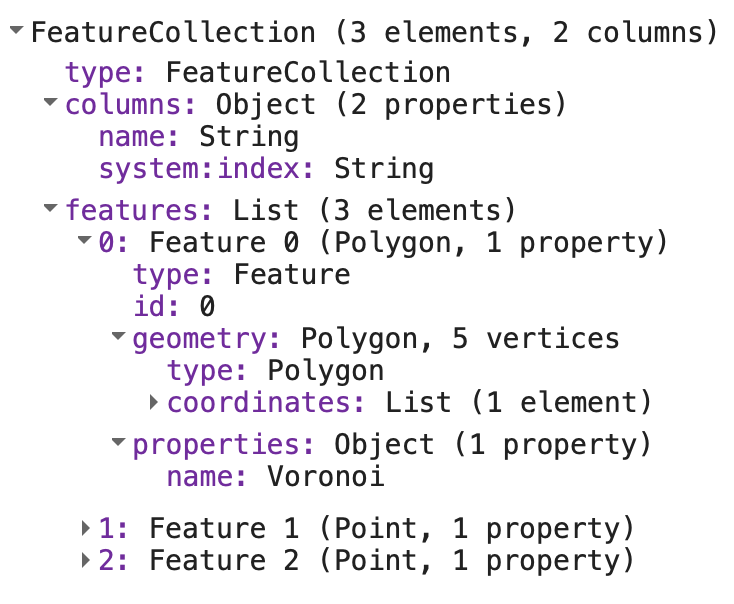 FeatureCollection (3 elements, 2 columns)
type: FeatureCollection
columns: Object (2 properties)
name: String
system:index: String
features: List (3 elements)
0: Feature 0 (Polygon, 1 property)
type: Feature
id: 0
geometry: Polygon, 5 vertices
type: Polygon
coordinates: List (1 element)
properties: Object (1 property)
name: Voronoi
1: Feature 1 (Point, 1 property)
2: Feature 2 (Point, 1 property)